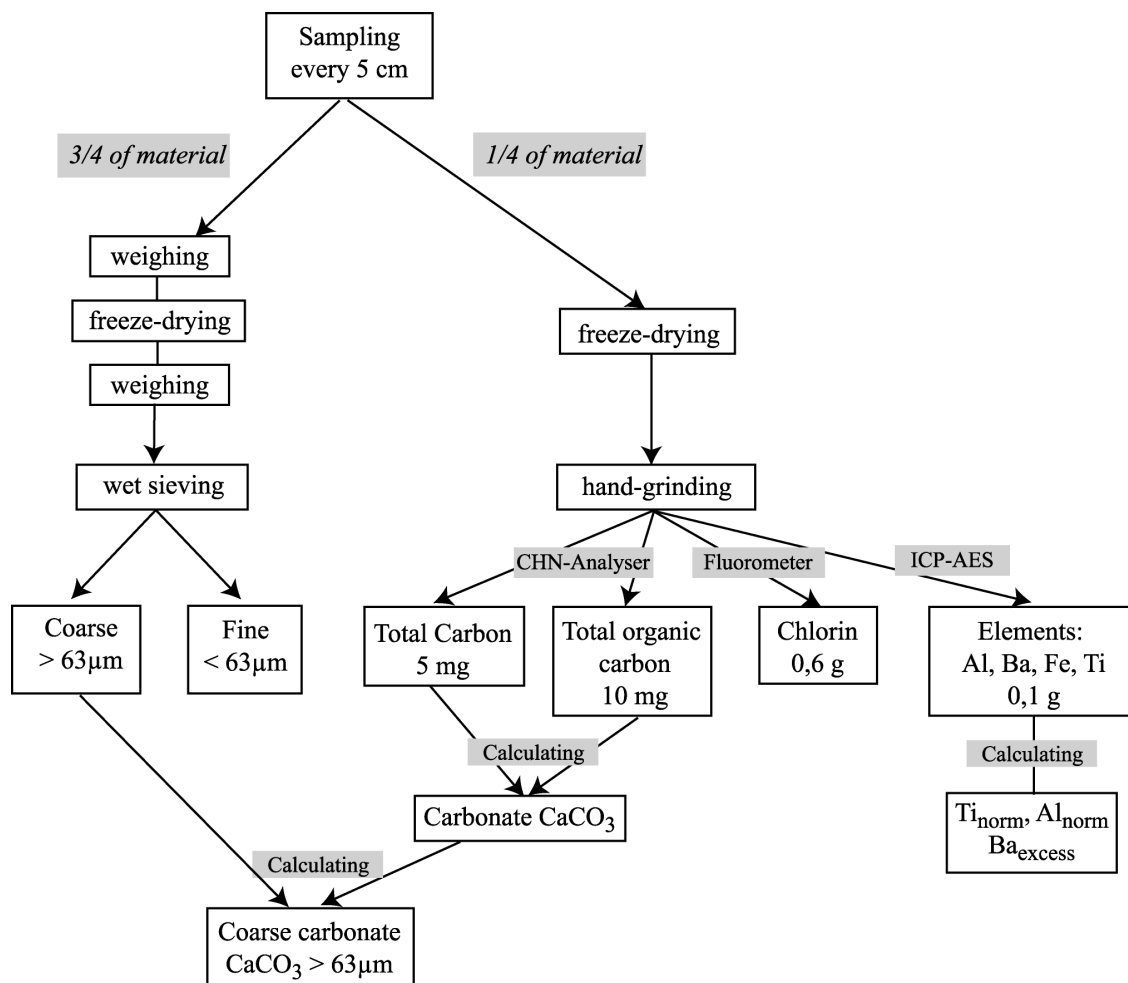 Sampling
every 5 cm
3/4 of material
1/4 of material
weighing
freeze-drying
weighing
wet sieving
freeze-drying
hand-grinding
CHN-Analyser
Fluorometer
ICP-AES
Coarse
> 63µm
Fine
< 63µm
Total Carbon
5 mg
Total organic
carbon
10 mg
Chlorin
0,6 g
Elements:
Al, Ba, Fe, Ti
0,1 g
Calculating
Calculating
Carbonate CaCO₃
Ti_norm, Al_norm
Ba_excess
Calculating
Coarse carbonate
CaCO₃ > 63µm